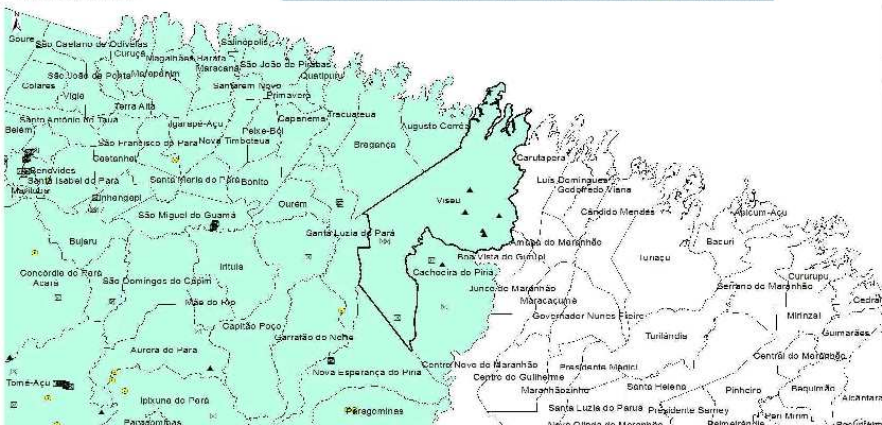 N
Soure
São Caetano de Odivelas
Curuçá
Salinópolis
Magalhães Barata
Maracanã
São João de Pirabas
São João da Ponta
Marapanim
Quatipuru
Colares
Vigia
Santarem Novo
Primavera
Terra Alta
Tracuateua
Santo Antônio do Tauá
Igarapé-Açu
Capanema
Augusto Corrêa
Belém
Peixe-Boi
São Francisco do Pará
Nova Timboteua
Bragança
Castanhal
Carutapera
Benevides
Santa Isabel do Pará
Santa Maria do Pará
Bonito
Luís Domingues
Marituba
Godofredo Viana
Inhangapi
Ourém
Viseu
São Miguel do Guamá
Cândido Mendes
Apicum-Açu
Bujaru
Santa Luzia do Pará
Amapá do Maranhão
Bacuri
Boa Vista do Gurupi
Concórdia do Pará
Irituia
Cachoeira do Piriá
Cururupu
Acará
São Domingos do Capim
Junco do Maranhão
Serrano do Maranhão
Mãe do Rio
Maracaçumé
Mirinzal
Governador Nunes Freire
Capitão Poço
Garrafão do Norte
Turilândia
Guimarães
Aurora do Pará
Central do Maranhão
Nova Esperança do Piriá
Centro Novo do Maranhão
Presidente Médici
Centro do Guilherme
Tomé-Açu
Maranhãozinho
Santa Helena
Pinheiro
Bequimão
Ipixuna do Pará
Alcântara
Paragominas
Santa Luzia do Paruá
Presidente Sarney
Peri Mirim
Nova Olinda do Maranhão